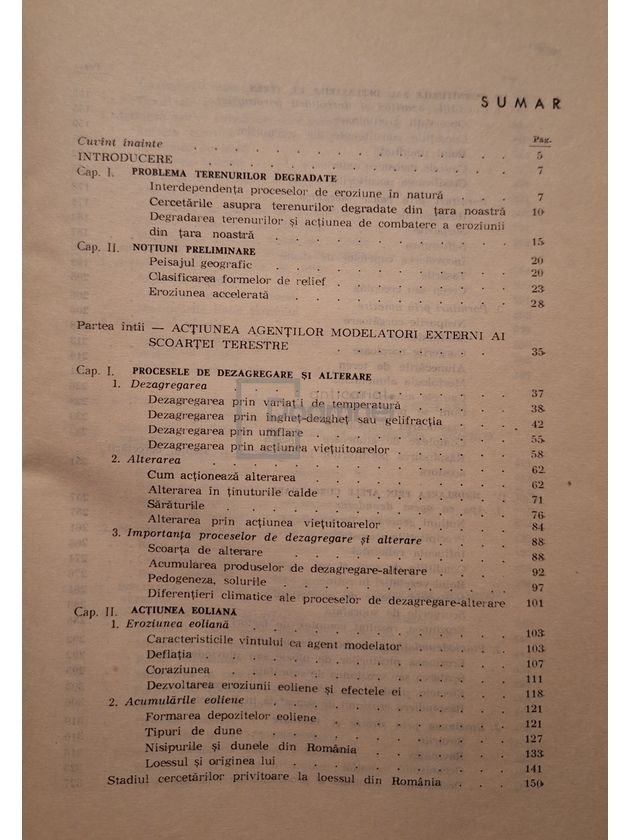 SUMAR
Pag.
Cuvînt înainte . . . . . . . . . . . . 5
INTRODUCERE . . . . . . . . . . . . 7
Cap. I. PROBLEMA TERENURILOR DEGRADATE
Interdependența proceselor de eroziune în natură . . . 7
Cercetările asupra terenurilor degradate din țara noastră 10
Degradarea terenurilor și acțiunea de combatere a eroziunii
din țara noastră . . . . . . . . . 15
Cap. II. NOȚIUNI PRELIMINARE . . . . . . . . 20
Peisajul geografic . . . . . . . . . 20
Clasificarea formelor de relief . . . . . . . 23
Eroziunea accelerată . . . . . . . . . 28
Partea întîi — ACȚIUNEA AGENȚILOR MODELATORI EXTERNI AI
SCOARȚEI TERESTRE . . . . . . . 35
Cap. I. PROCESELE DE DEZAGREGARE ȘI ALTERARE
1. Dezagregarea . . . . . . . . . . 37
Dezagregarea prin variații de temperatură . . . . 38
Dezagregarea prin îngheț-dezgheț sau gelifracția . . . 42
Dezagregarea prin umflare . . . . . . . 55
Dezagregarea prin acțiunea viețuitoarelor . . . . 58
2. Alterarea . . . . . . . . . . . 62
Cum acționează alterarea . . . . . . . 62
Alterarea în ținuturile calde . . . . . . . 71
Sărăturile . . . . . . . . . . 76
Alterarea prin acțiunea viețuitoarelor . . . . . 84
3. Importanța proceselor de dezagregare și alterare . . . 88
Scoarța de alterare . . . . . . . . 88
Acumularea produselor de dezagregare-alterare . . . 92
Pedogeneza, solurile . . . . . . . . 97
Diferențieri climatice ale proceselor de dezagregare-alterare 101
Cap. II. ACȚIUNEA EOLIANĂ
1. Eroziunea eoliană . . . . . . . . . 103
Caracteristicile vîntului ca agent modelator . . . . 103
Deflația . . . . . . . . . . . 107
Coraziunea . . . . . . . . . . 111
Dezvoltarea eroziunii eoliene și efectele ei . . . . 118
2. Acumulările eoliene . . . . . . . . 121
Formarea depozitelor eoliene . . . . . . 121
Tipuri de dune . . . . . . . . . 127
Nisipurile și dunele din România . . . . . . 133
Loessul și originea lui . . . . . . . . 141
Stadiul cercetărilor privitoare la loessul din România . . . 150